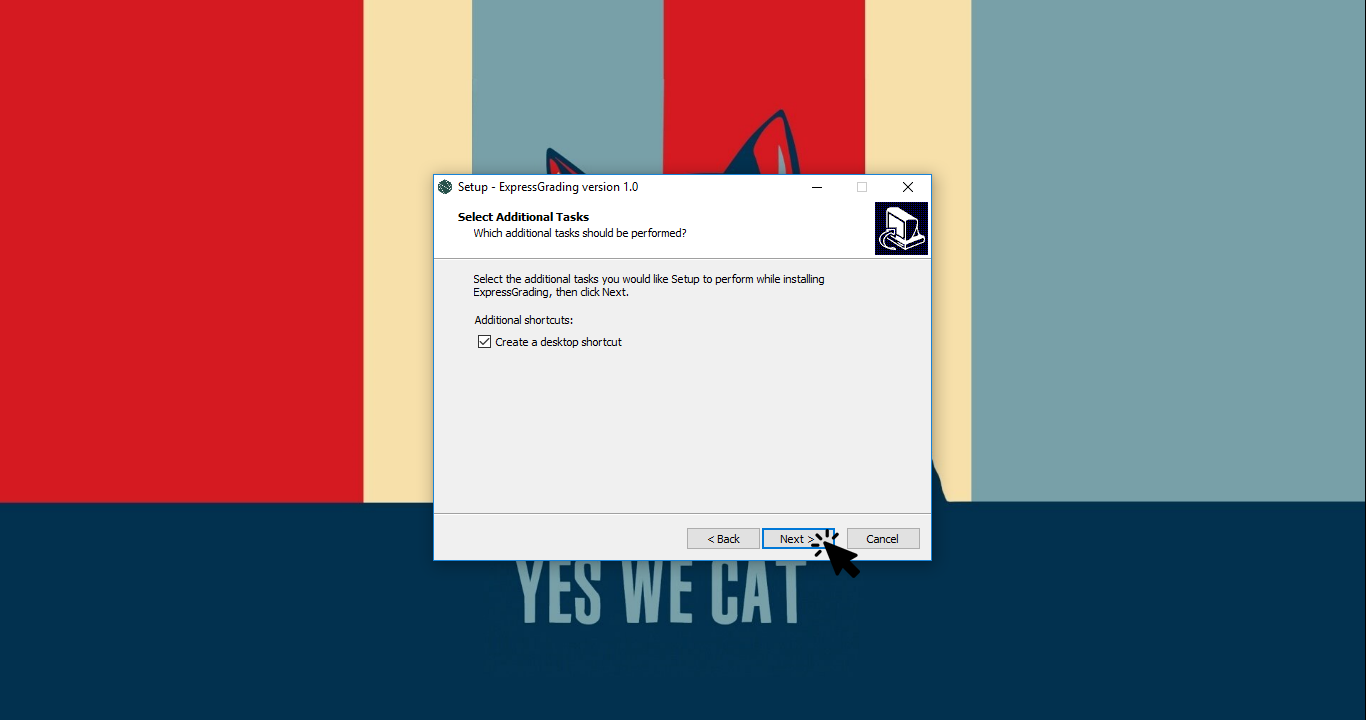 Setup - ExpressGrading version 1.0
Select Additional Tasks
Which additional tasks should be performed?
Select the additional tasks you would like Setup to perform while installing
ExpressGrading, then click Next.
Additional shortcuts:
Create a desktop shortcut
< Back
Next >
Cancel
YES WE CAT